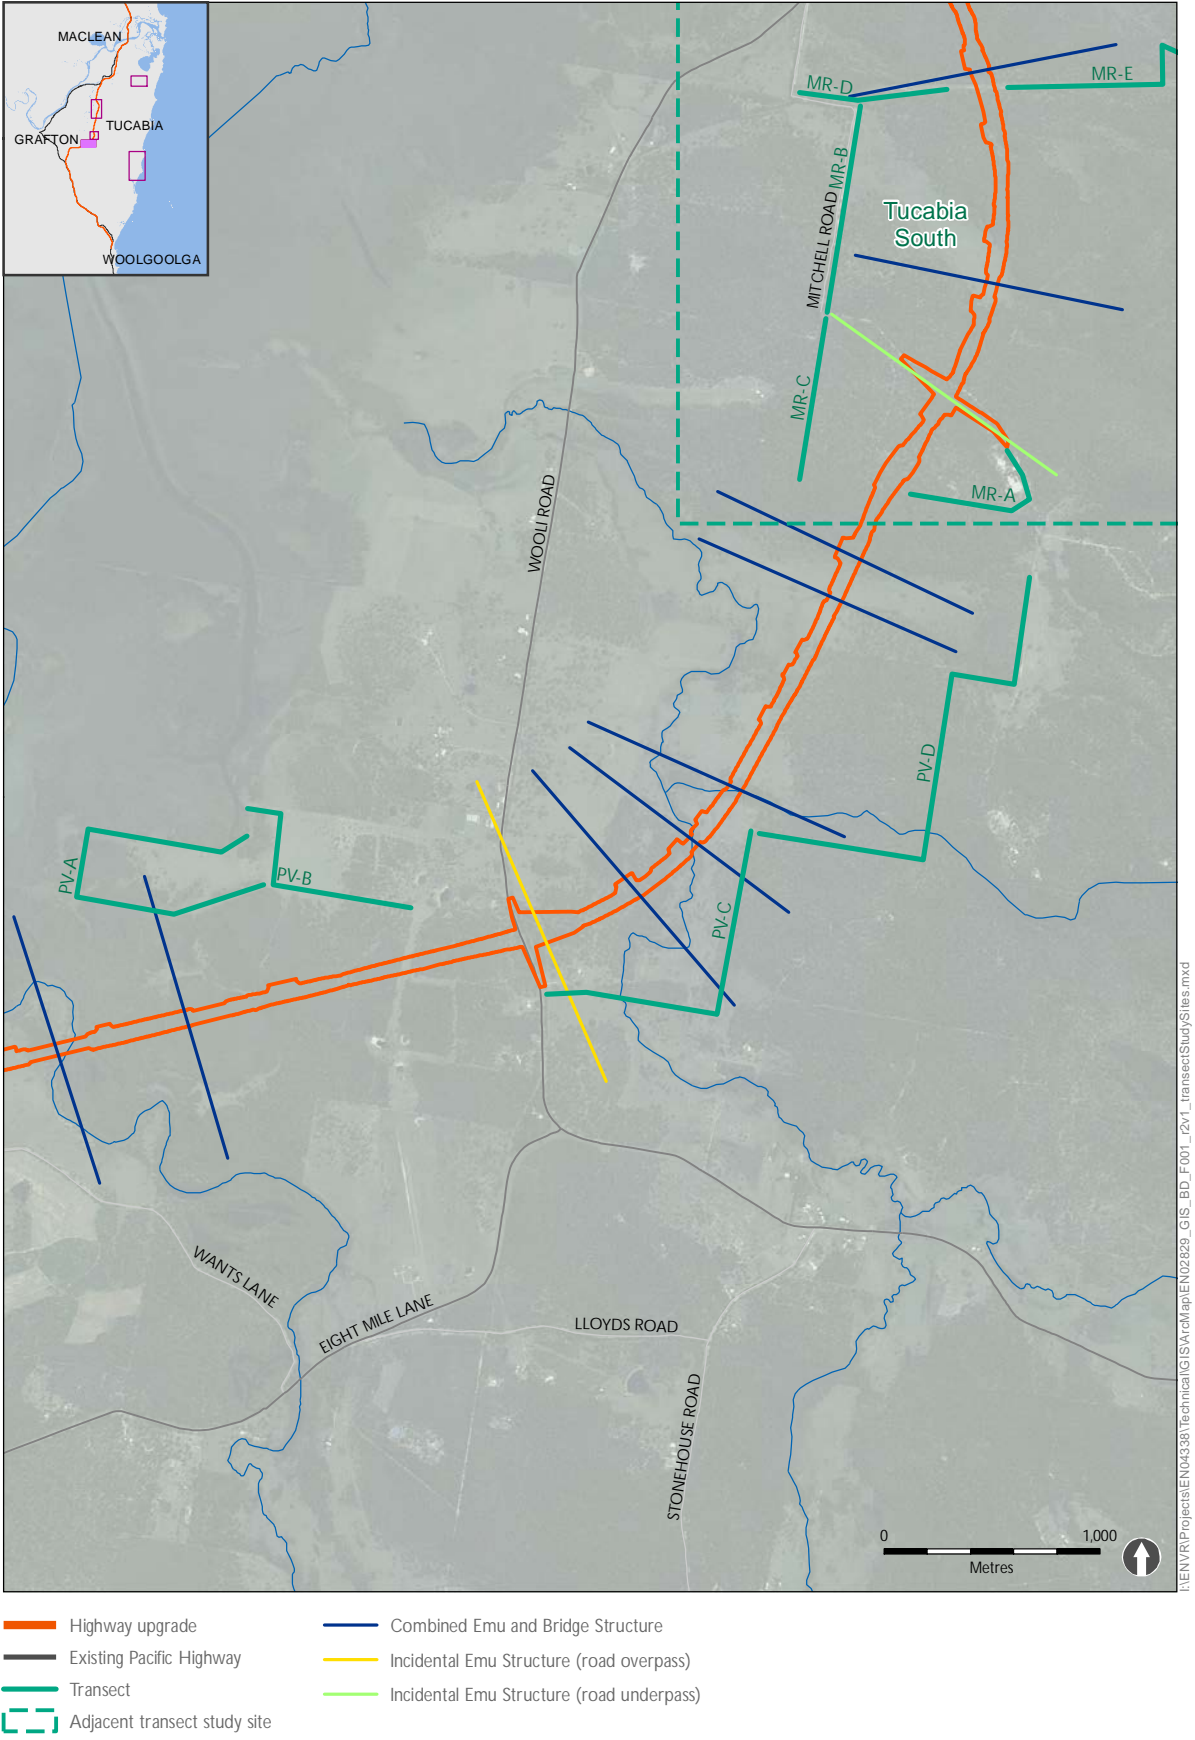 MACLEAN
TUCABIA
GRAFTON
WOOLGOOLGA
MR-D
MR-E
MR-B
MITCHELL ROAD
Tucabia
South
MR-C
MR-A
WOOLI ROAD
PV-D
PV-A
PV-B
PV-C
WANTS LANE
EIGHT MILE LANE
LLOYDS ROAD
STONEHOUSE ROAD
0 1,000
Metres
I:\ENVR\Projects\EN04338\Technical\GIS\ArcMap\EN02829_GIS_BD_F001_r2v1_transectStudySites.mxd
Highway upgrade
Existing Pacific Highway
Transect
Adjacent transect study site
Combined Emu and Bridge Structure
Incidental Emu Structure (road overpass)
Incidental Emu Structure (road underpass)